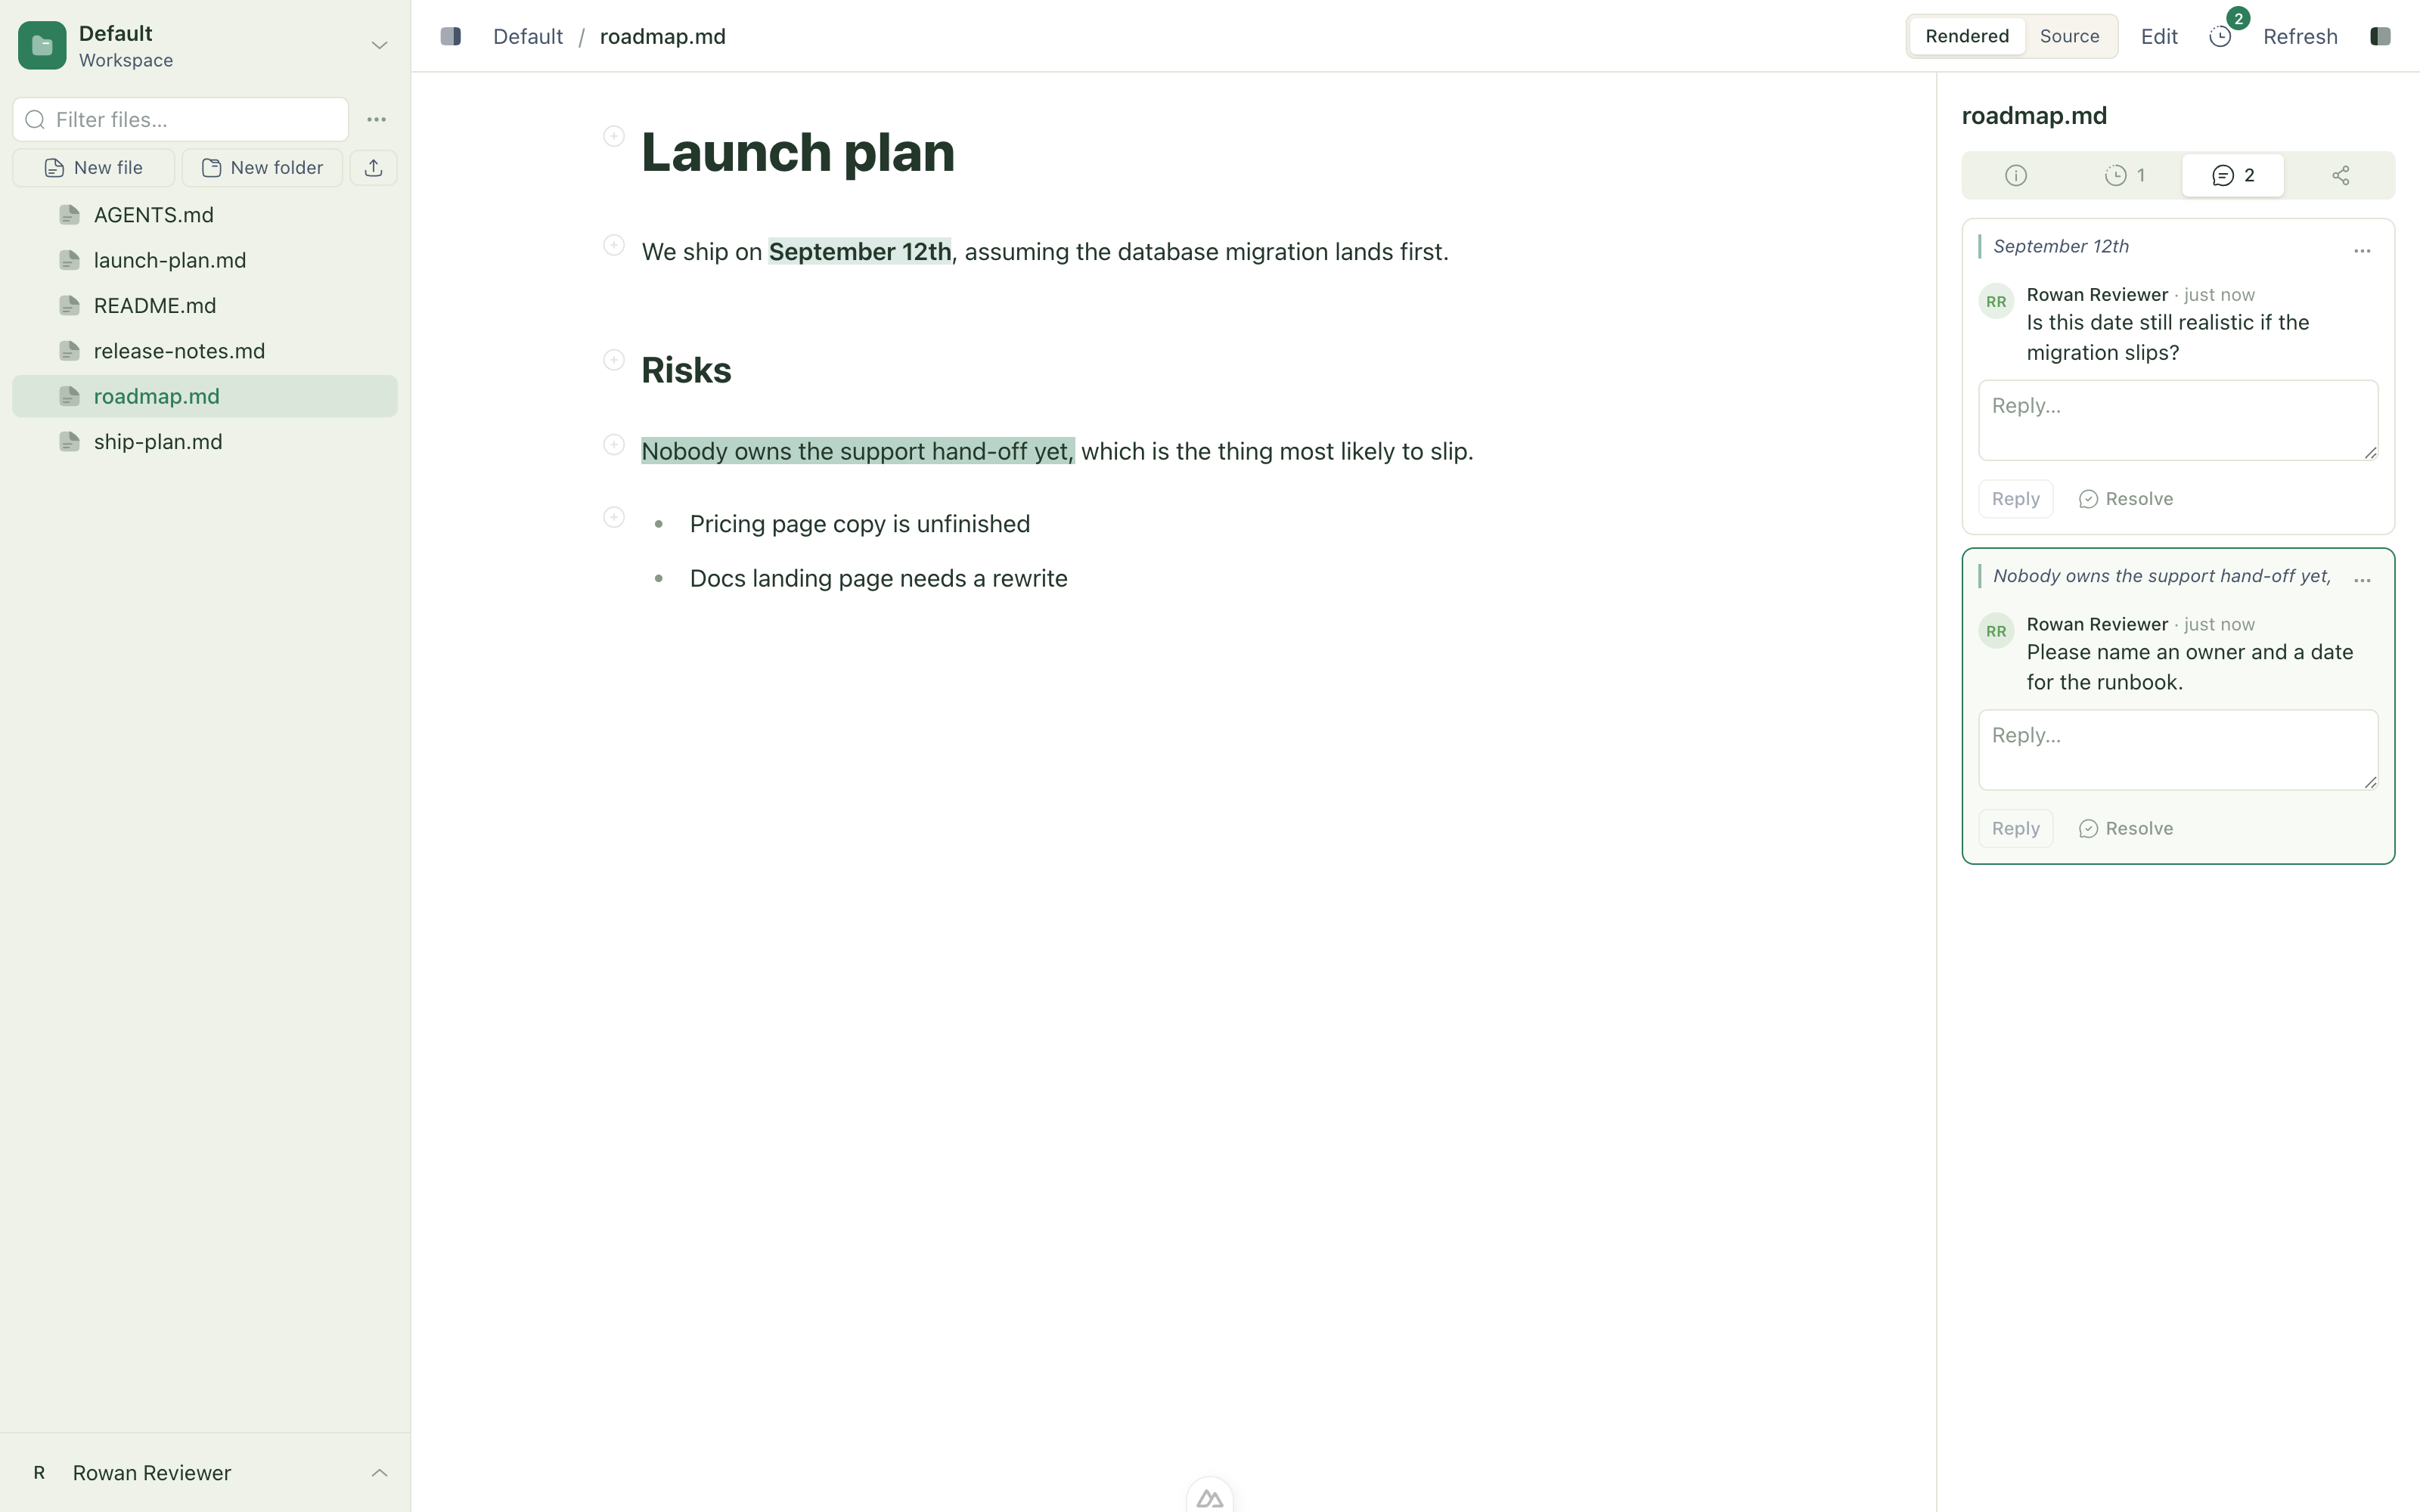 Default
Workspace
Filter files...
New file
New folder
AGENTS.md
launch-plan.md
README.md
release-notes.md
roadmap.md
ship-plan.md
R
Rowan Reviewer
Default / roadmap.md
Rendered
Source
Edit
2
Refresh
Launch plan
We ship on September 12th, assuming the database migration lands first.
Risks
Nobody owns the support hand-off yet, which is the thing most likely to slip.
• Pricing page copy is unfinished
• Docs landing page needs a rewrite
roadmap.md
1
2
September 12th
RR
Rowan Reviewer · just now
Is this date still realistic if the
migration slips?
Reply...
Reply
Resolve
Nobody owns the support hand-off yet,
RR
Rowan Reviewer · just now
Please name an owner and a date
for the runbook.
Reply...
Reply
Resolve